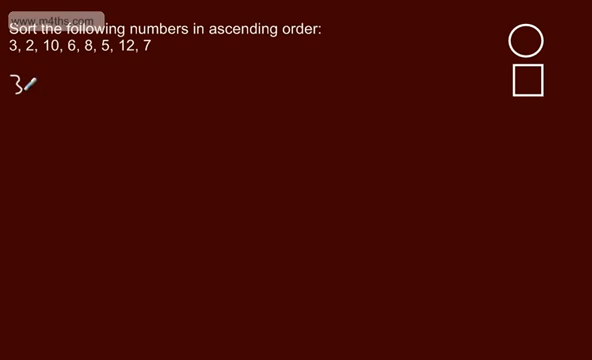 www.m4ths.com
Sort the following numbers in ascending order:
3, 2, 10, 6, 8, 5, 12, 7
3